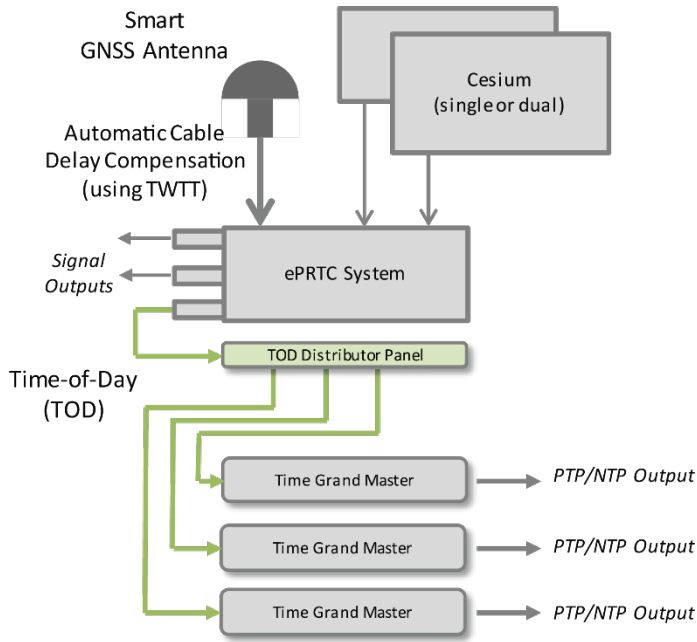 Smart
GNSS Antenna
Cesium
(single or dual)
Automatic Cable
Delay Compensation
(using TWTT)
Signal
Outputs
ePRTC System
TOD Distributor Panel
Time-of-Day
(TOD)
Time Grand Master
PTP/NTP Output
Time Grand Master
PTP/NTP Output
Time Grand Master
PTP/NTP Output